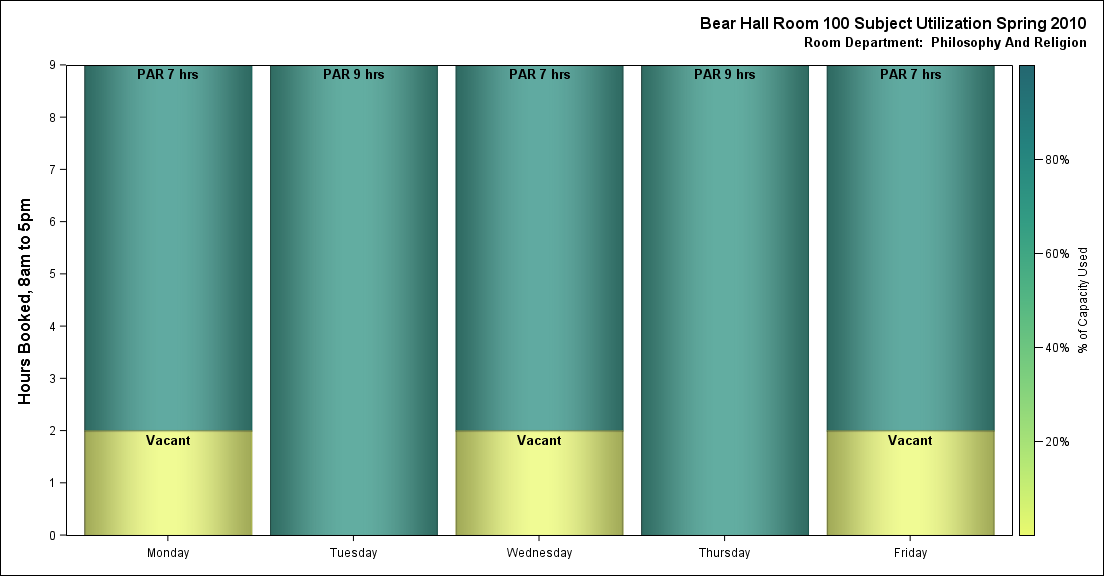 Bear Hall Room 100 Subject Utilization Spring 2010
Room Department:  Philosophy And Religion
Hours Booked, 8am to 5pm
9
8
7
6
5
4
3
2
1
0
PAR 7 hrs
PAR 9 hrs
PAR 7 hrs
PAR 9 hrs
PAR 7 hrs
Vacant
Vacant
Vacant
Monday
Tuesday
Wednesday
Thursday
Friday
80%
60%
40%
20%
% of Capacity Used